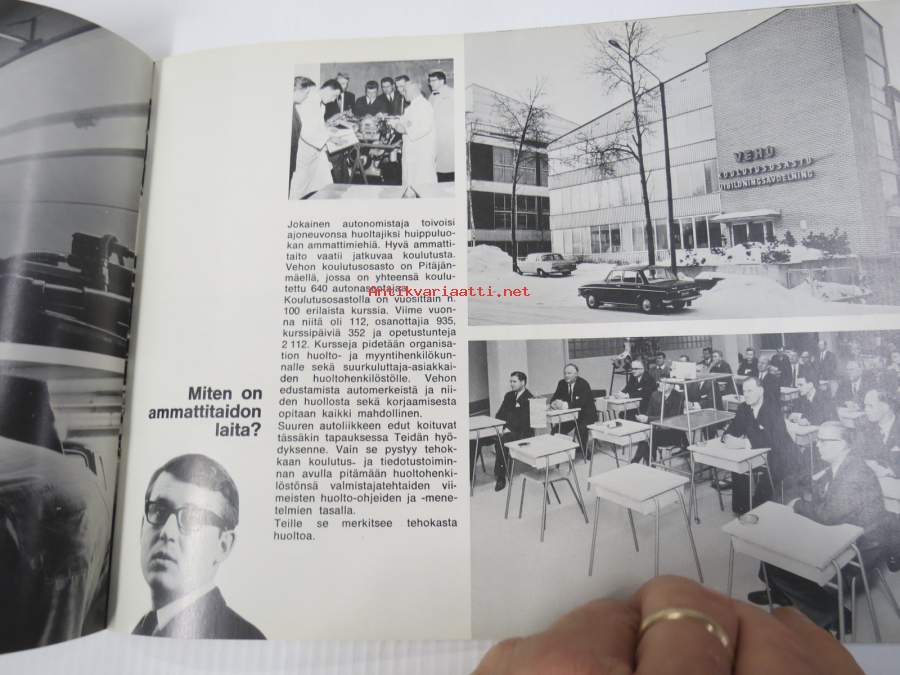 Miten on
ammattitaidon
laita?
Jokainen autonomistaja toivoisi
ajoneuvonsa huoltajiksi huippuluo-
kan ammattimiehiä. Hyvä ammatti-
taito vaatii jatkuvaa koulutusta.
Vehon koulutusosasto on Pitäjän-
mäellä, jossa on yhteensä koulu-
tettu 640 autonasentajaa.
Koulutusosastolla on vuosittain n.
100 erilaista kurssia. Viime vuon-
na niitä oli 112, osanottajia 935,
kurssipäiviä 352 ja opetustunteja
2 112. Kursseja pidetään organisa-
tion huolto- ja myyntihenkilökun-
nalle sekä suurkuluttaja-asiakkai-
den huoltohenkilöstölle. Vehon
edustamista automerkeistä ja nii-
den huollosta sekä korjaamisesta
opitaan kaikki mahdollinen.
Suuren autoliikkeen edut koituvat
tässäkin tapauksessa Teidän hyö-
dyksenne. Vain se pystyy tehok-
kaan koulutus- ja tiedotustoimin-
nan avulla pitämään huoltohenki-
löstönsä valmistajatehtaiden vii-
meisten huolto-ohjeiden ja -mene-
telmien tasalla.
Teille se merkitsee tehokasta
huoltoa.
VEHO
KOULUTUSOSASTO
UTBILDNINGSAVDELNING
Antikvariaatti.net